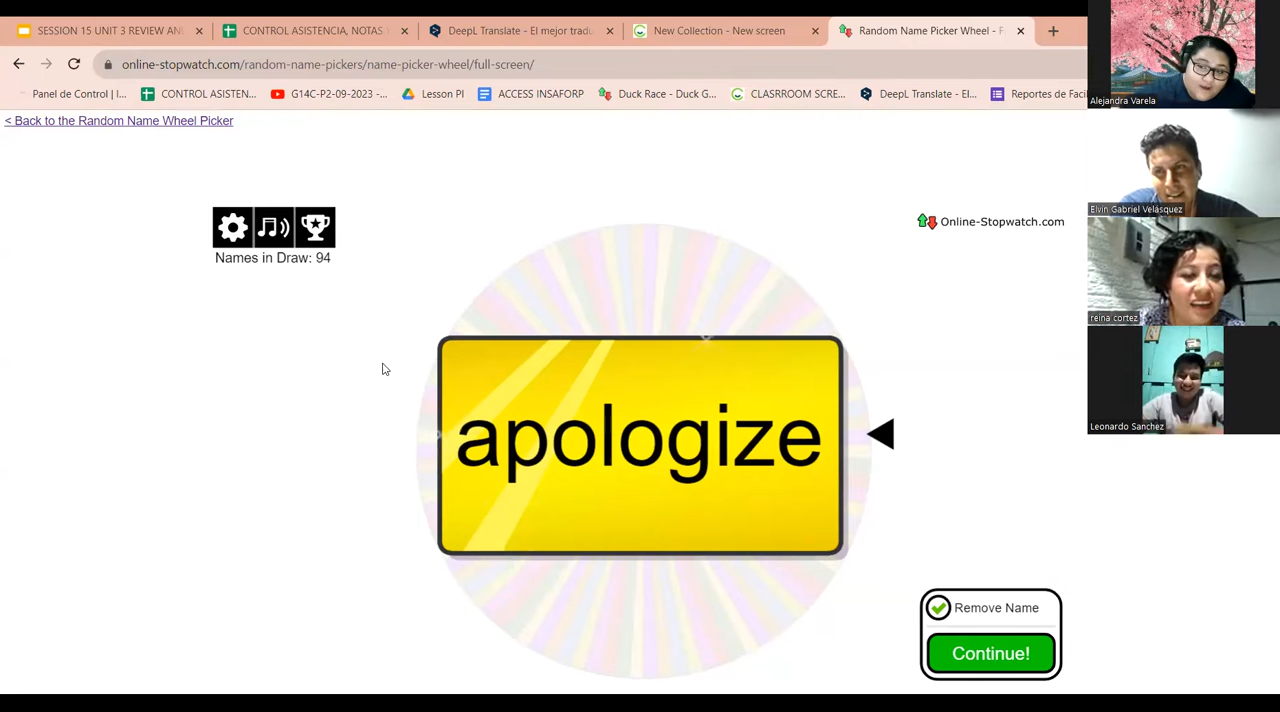 SESSION 15 UNIT 3 REVIEW AN
CONTROL ASISTENCIA, NOTAS
DeepL Translate - El mejor tradu
New Collection - New screen
Random Name Picker Wheel - F
online-stopwatch.com/random-name-pickers/name-picker-wheel/full-screen/
Panel de Control | I...
CONTROL ASISTEN...
G14C-P2-09-2023 -...
Lesson PI
ACCESS INSAFORP
Duck Race - Duck G...
CLASRROOM SCRE...
DeepL Translate - El...
Reportes de Facil
< Back to the Random Name Wheel Picker
Names in Draw: 94
Online-Stopwatch.com
apologize
Remove Name
Continue!
Alejandra Varela
Elvin Gabriel Velásquez
reina cortez
Leonardo Sanchez